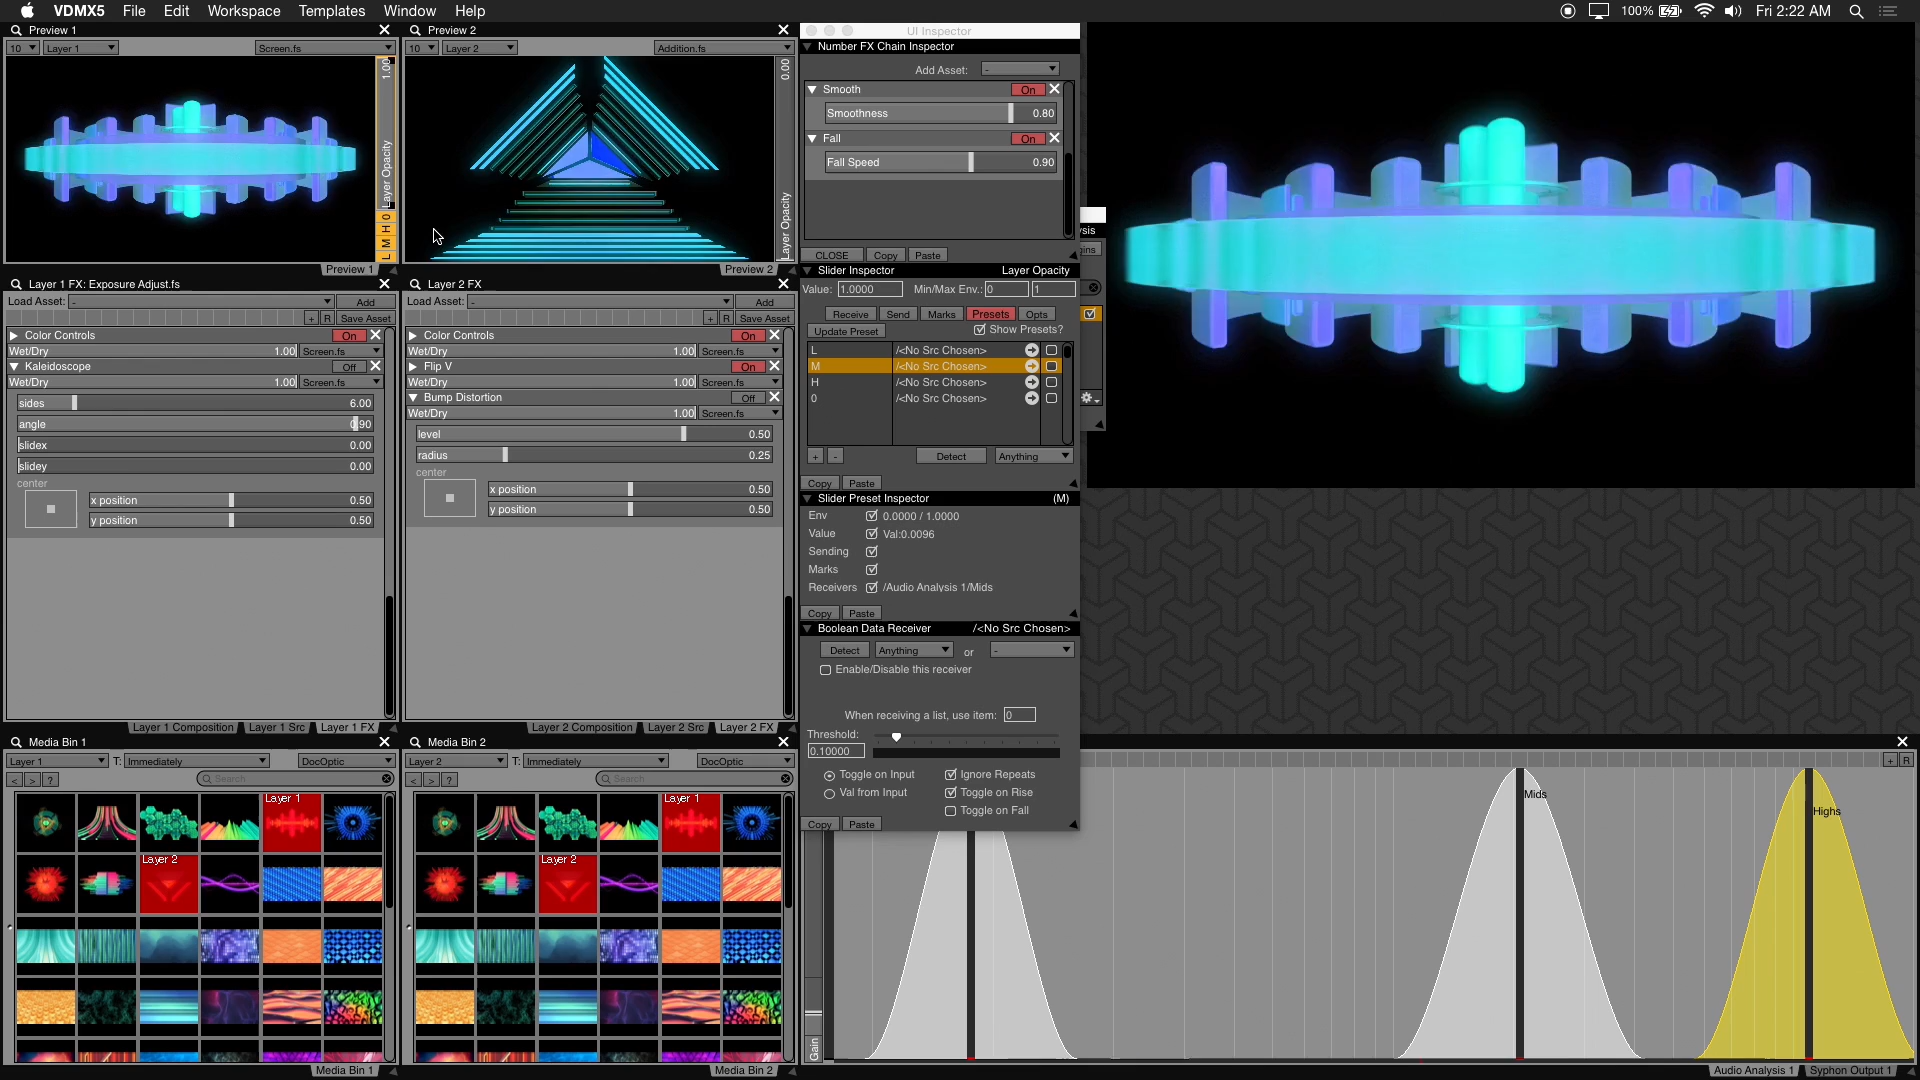 VDMX5 File Edit Workspace Templates Window Help
100% Fri 2:22 AM
Preview 1
10 Layer 1 Screen.fs
1.00
Layer Opacity
L M H 0
Preview 1
Preview 2
10 Layer 2 Addition.fs
0.00
Layer Opacity
Preview 2
Layer 1 FX: Exposure Adjust.fs
Load Asset: - Add
+ R Save Asset
Color Controls On
Wet/Dry 1.00 Screen.fs
Kaleidoscope Off
Wet/Dry 1.00 Screen.fs
sides 6.00
angle 0.90
slidex 0.00
slidey 0.00
center
x position 0.50
y position 0.50
Layer 1 Composition Layer 1 Src Layer 1 FX
Layer 2 FX
Load Asset: - Add
+ R Save Asset
Color Controls On
Wet/Dry 1.00 Screen.fs
Flip V On
Wet/Dry 1.00 Screen.fs
Bump Distortion Off
Wet/Dry 1.00 Screen.fs
level 0.50
radius 0.25
center
x position 0.50
y position 0.50
Layer 2 Composition Layer 2 Src Layer 2 FX
Media Bin 1
Layer 1 T: Immediately DocOptic
< > ? Search
Layer 1
Layer 2
Media Bin 1
Media Bin 2
Layer 2 T: Immediately DocOptic
< > ? Search
Layer 1
Layer 2
Media Bin 2
UI Inspector
Number FX Chain Inspector
Add Asset: -
Smooth On
Smoothness 0.80
Fall On
Fall Speed 0.90
CLOSE Copy Paste
Slider Inspector Layer Opacity
Value: 1.0000 Min/Max Env.: 0 1
Receive Send Marks Presets Opts
Update Preset Show Presets?
L /<No Src Chosen>
M /<No Src Chosen>
H /<No Src Chosen>
0 /<No Src Chosen>
+ - Detect Anything
Copy Paste
Slider Preset Inspector (M)
Env 0.0000 / 1.0000
Value Val:0.0096
Sending
Marks
Receivers /Audio Analysis 1/Mids
Copy Paste
Boolean Data Receiver /<No Src Chosen>
Detect Anything or -
Enable/Disable this receiver
When receiving a list, use item: 0
Threshold:
0.10000
Toggle on Input Ignore Repeats
Val from Input Toggle on Rise
Toggle on Fall
Copy Paste
ysis
ins
+ R
Mids
Highs
Gain
Audio Analysis 1 Syphon Output 1